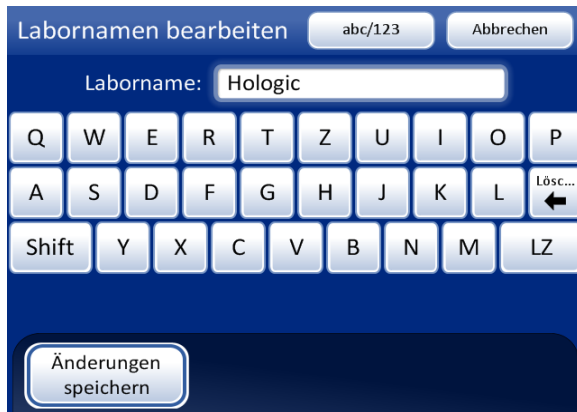 Labornamen bearbeiten abc/123 Abbrechen
Laborname: Hologic
Q W E R T Z U I O P
A S D F G H J K L Lösc...
Shift Y X C V B N M LZ
Änderungen
speichern